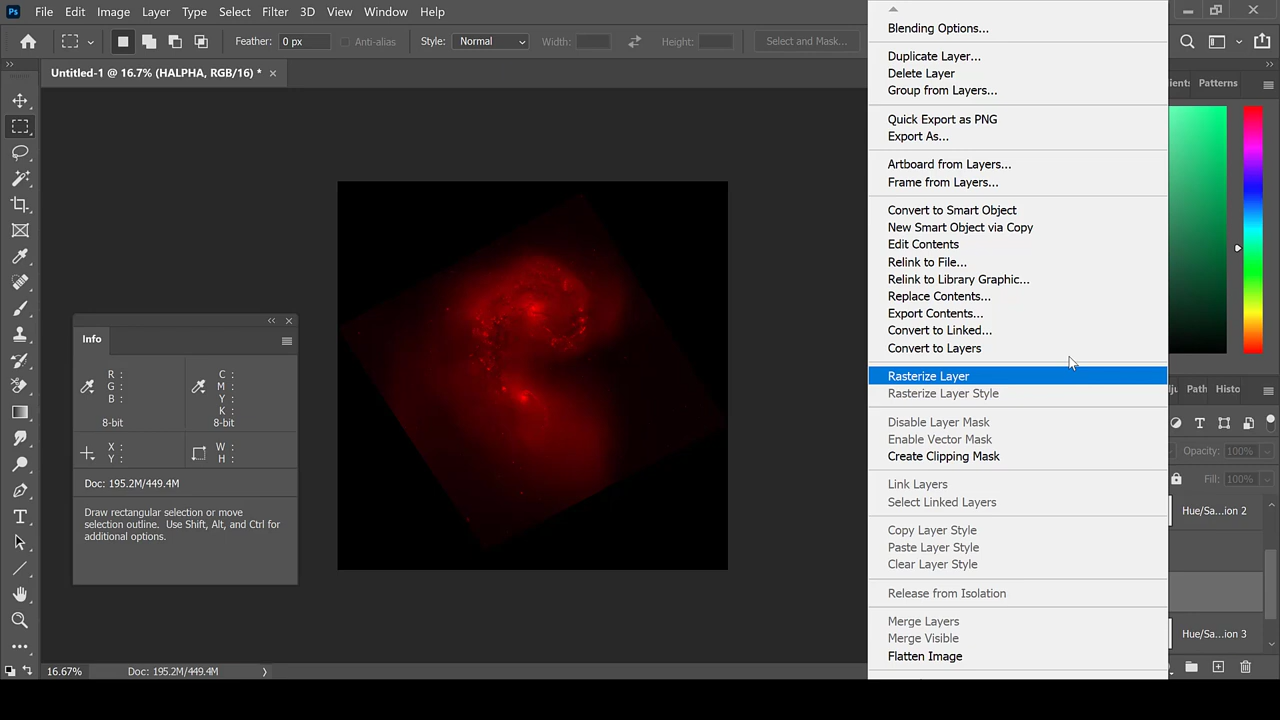 Ps File Edit Image Layer Type Select Filter 3D View Window Help
Feather: 0 px Anti-alias Style: Normal Width: Height: Select and Mask...
Untitled-1 @ 16.7% (HALPHA, RGB/16) * ×
Info
R :
G :
B :
8-bit
C :
M :
Y :
K :
8-bit
X :
Y :
W :
H :
Doc: 195.2M/449.4M
Draw rectangular selection or move
selection outline. Use Shift, Alt, and Ctrl for
additional options.
16.67% Doc: 195.2M/449.4M
Blending Options...
Duplicate Layer...
Delete Layer
Group from Layers...
Quick Export as PNG
Export As...
Artboard from Layers...
Frame from Layers...
Convert to Smart Object
New Smart Object via Copy
Edit Contents
Relink to File...
Relink to Library Graphic...
Replace Contents...
Export Contents...
Convert to Linked...
Convert to Layers
Rasterize Layer
Rasterize Layer Style
Disable Layer Mask
Enable Vector Mask
Create Clipping Mask
Link Layers
Select Linked Layers
Copy Layer Style
Paste Layer Style
Clear Layer Style
Release from Isolation
Merge Layers
Merge Visible
Flatten Image
Patterns
Path Histo
Opacity: 100%
Fill: 100%
Hue/Sa...ion 2
Hue/Sa...ion 3